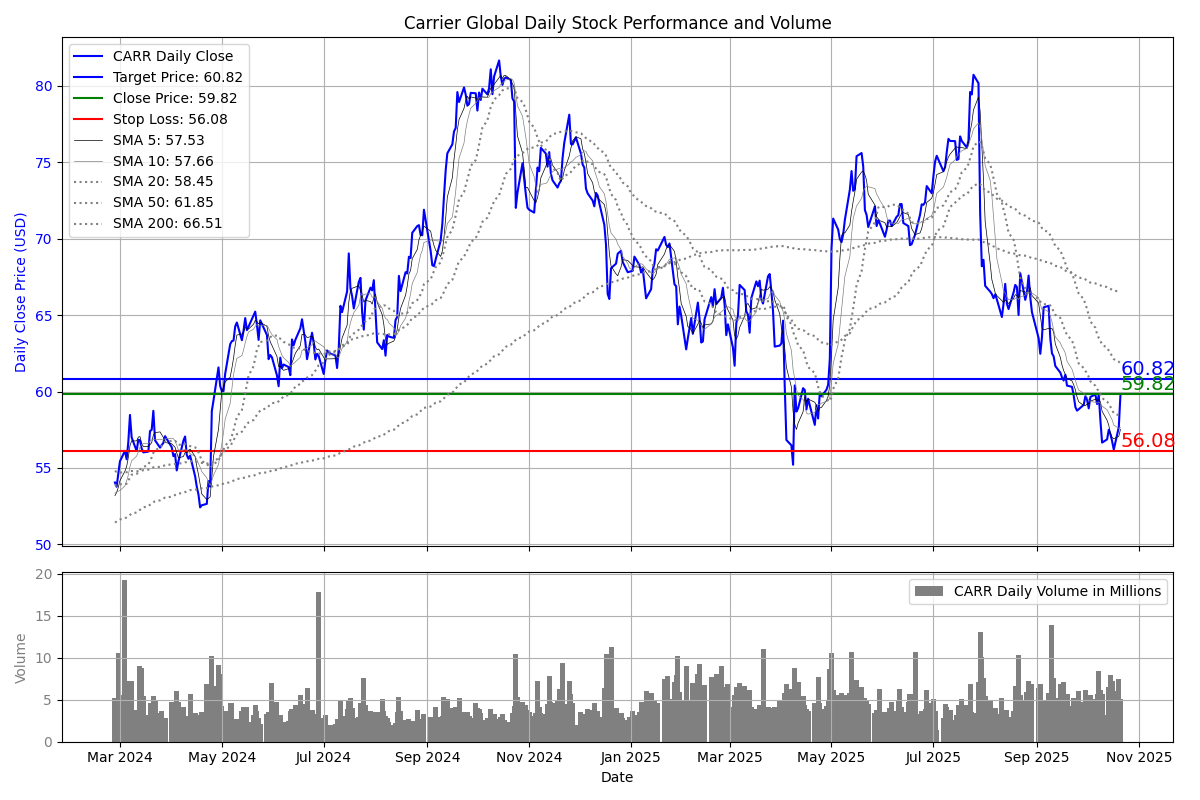 Carrier Global Daily Stock Performance and Volume
CARR Daily Close
Target Price: 60.82
Close Price: 59.82
Stop Loss: 56.08
SMA 5: 57.53
SMA 10: 57.66
SMA 20: 58.45
SMA 50: 61.85
SMA 200: 66.51
Daily Close Price (USD)
80
75
70
65
60
55
50
60.82
59.82
56.08
CARR Daily Volume in Millions
Volume
20
15
10
5
0
Mar 2024 May 2024 Jul 2024 Sep 2024 Nov 2024 Jan 2025 Mar 2025 May 2025 Jul 2025 Sep 2025 Nov 2025
Date